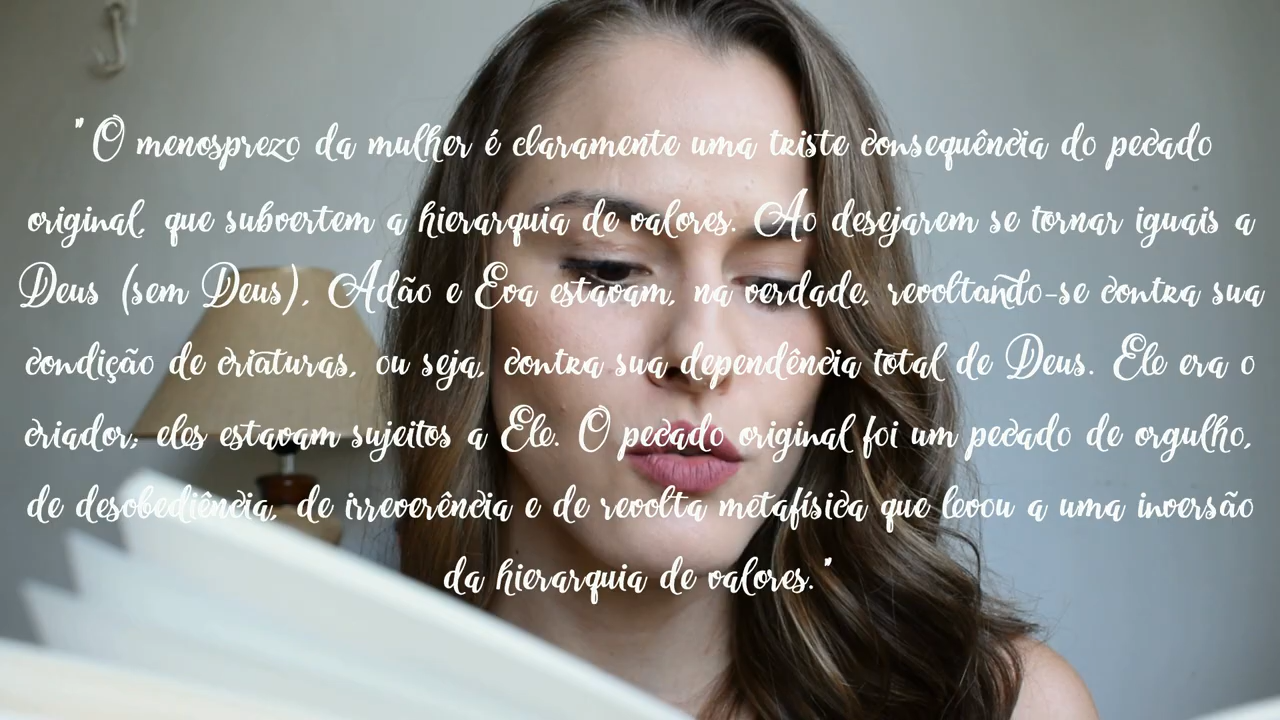 "O menosprezo da mulher é claramente uma triste consequência do pecado
original, que subvertem a hierarquia de valores. Ao desejarem se tornar iguais a
Deus (sem Deus), Adão e Eva estavam, na verdade, revoltando-se contra sua
condição de criaturas, ou seja, contra sua dependência total de Deus. Ele era o
criador; eles estavam sujeitos a Ele. O pecado original foi um pecado de orgulho,
de desobediência, de irreverência e de revolta metafísica que levou a uma inversão
da hierarquia de valores."